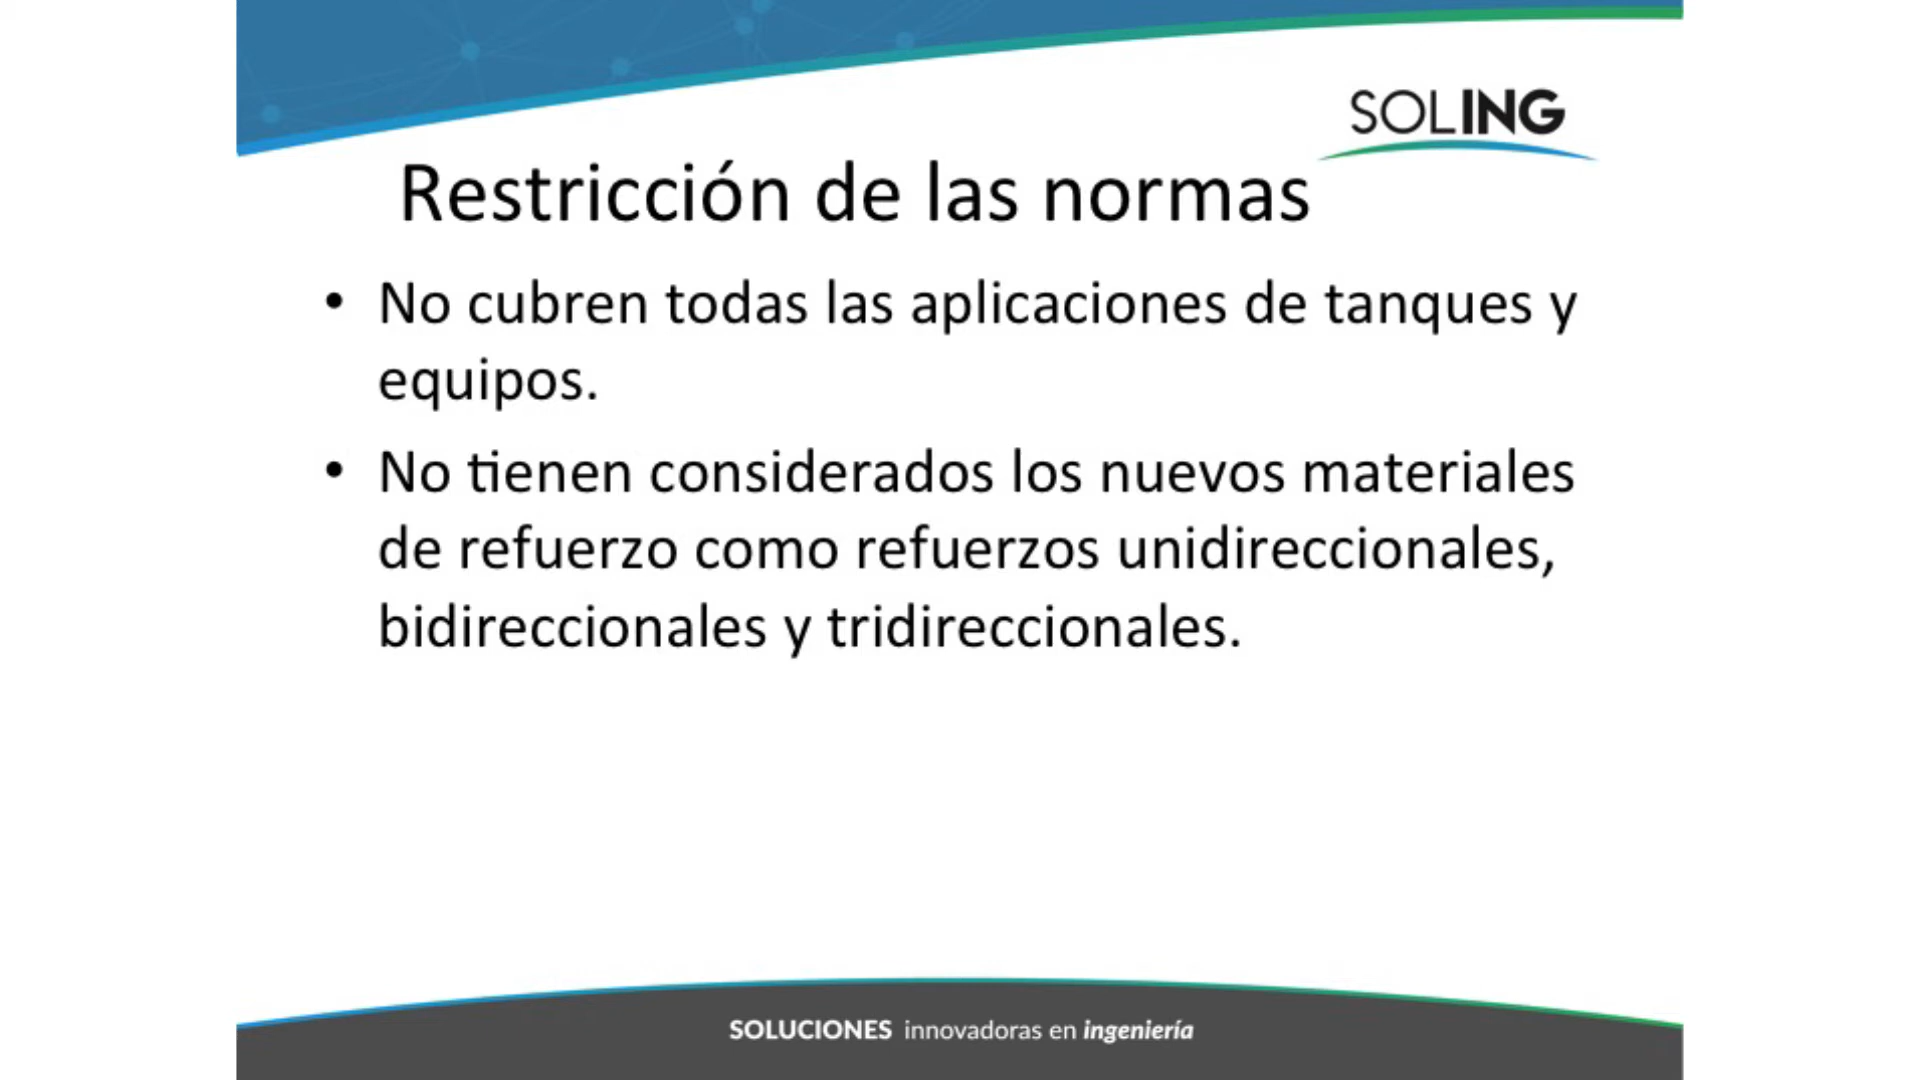 SOLING
Restricción de las normas
• No cubren todas las aplicaciones de tanques y
equipos.
• No tienen considerados los nuevos materiales
de refuerzo como refuerzos unidireccionales,
bidireccionales y tridireccionales.
SOLUCIONES innovadoras en ingeniería